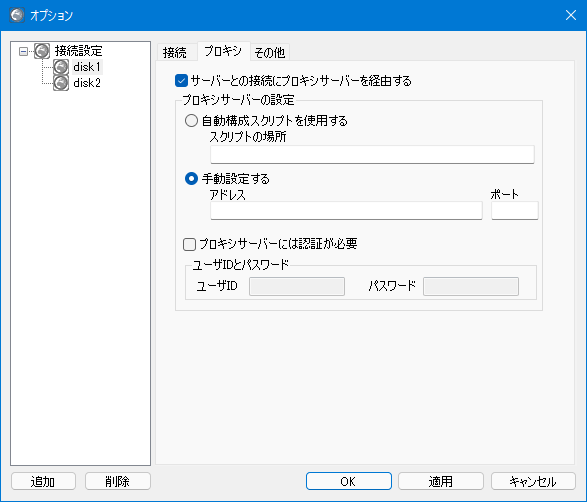 オプション
接続設定
disk1
disk2
接続 プロキシ その他
サーバーとの接続にプロキシサーバーを経由する
プロキシサーバーの設定
自動構成スクリプトを使用する
スクリプトの場所
手動設定する
アドレス ポート
プロキシサーバーには認証が必要
ユーザIDとパスワード
ユーザID パスワード
追加 削除 OK 適用 キャンセル